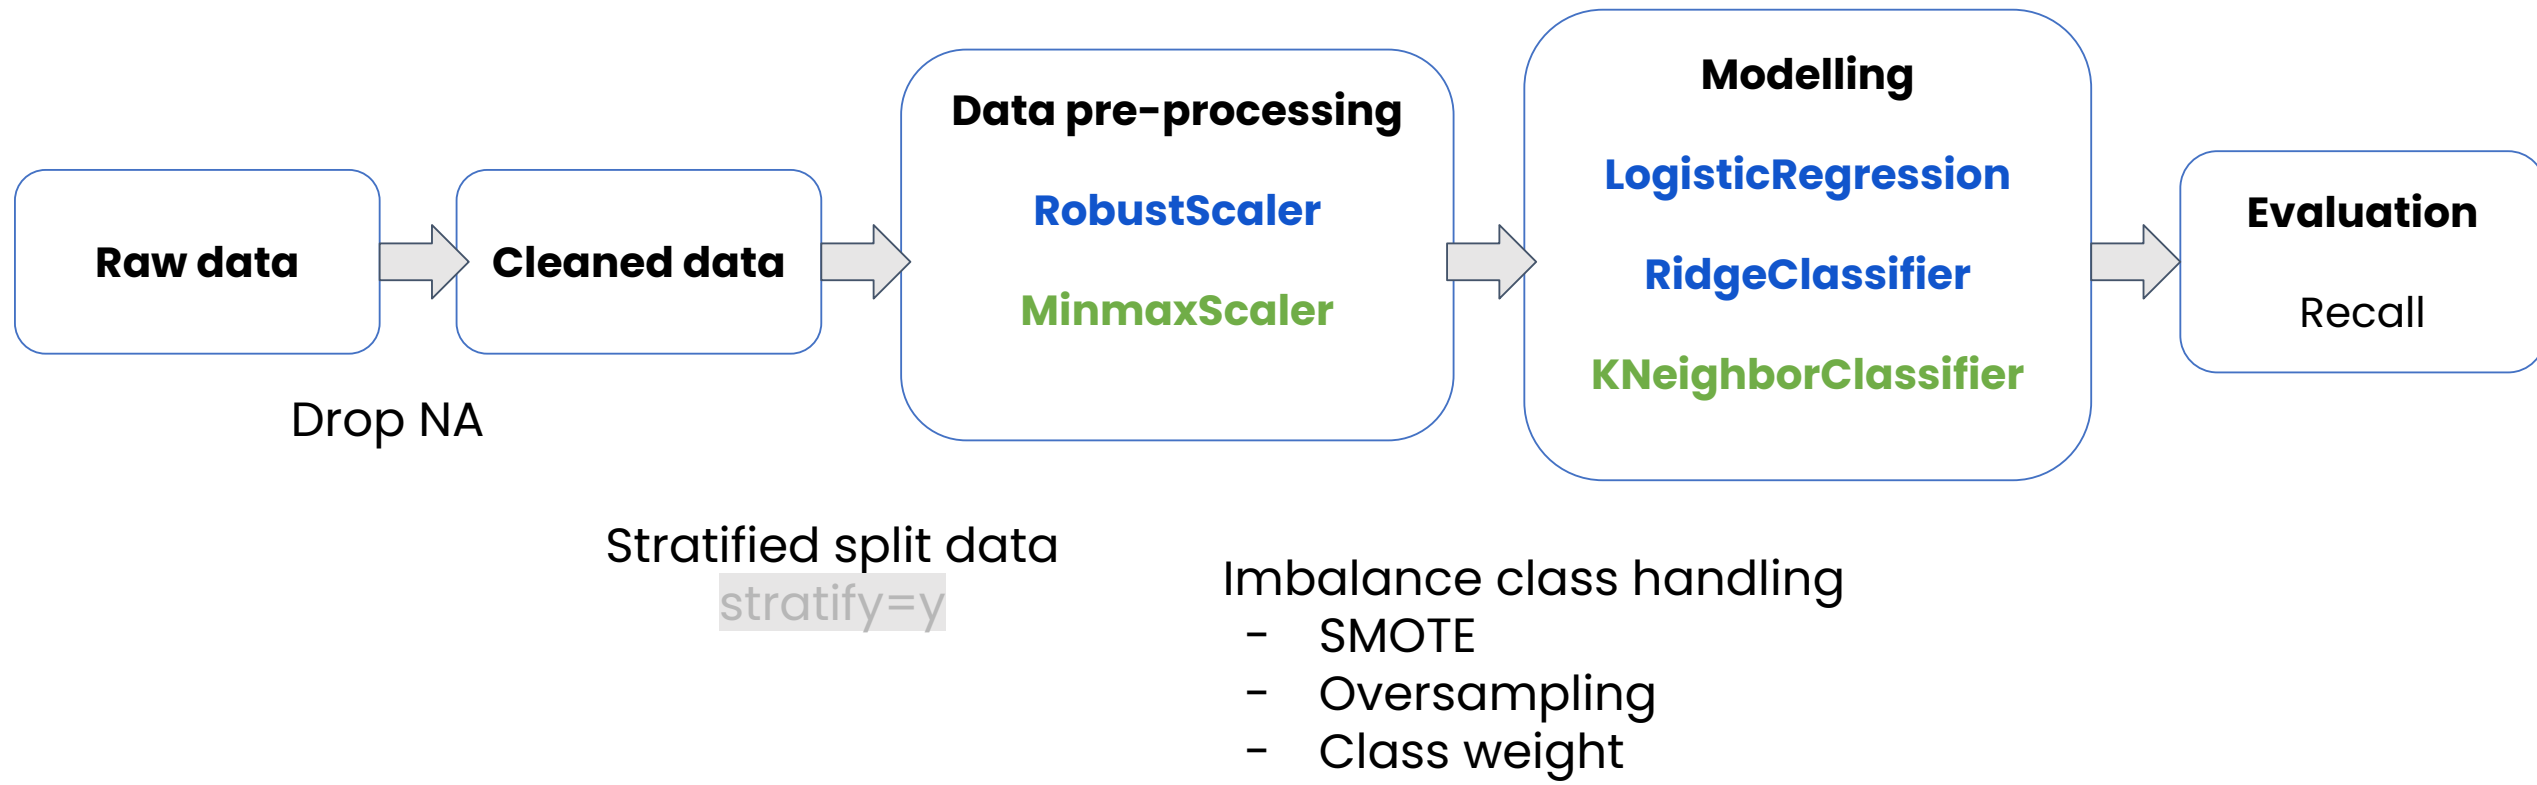 Raw data
Drop NA
Cleaned data
Stratified split data
stratify=y
Data pre-processing
RobustScaler
MinmaxScaler
Imbalance class handling
- SMOTE
- Oversampling
- Class weight
Modelling
LogisticRegression
RidgeClassifier
KNeighborClassifier
Evaluation
Recall